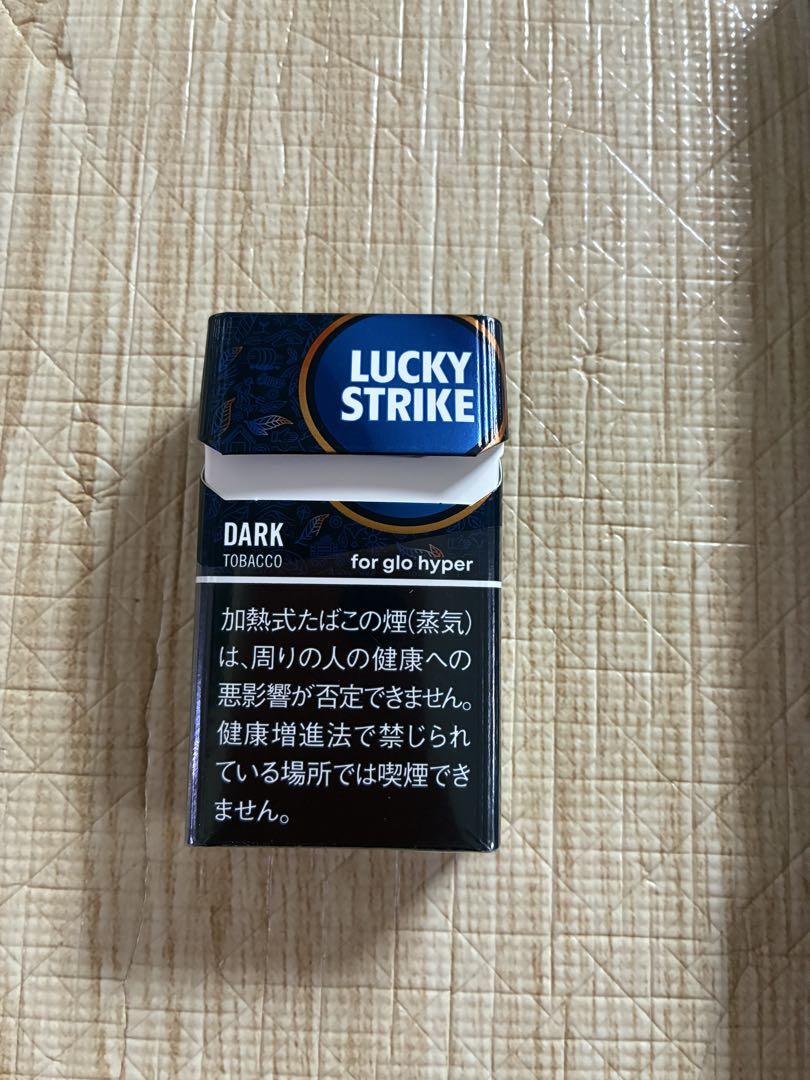 LUCKY
STRIKE
DARK
TOBACCO
for glo hyper
加熱式たばこの煙(蒸気)
は、周りの人の健康への
悪影響が否定できません。
健康増進法で禁じられ
ている場所では喫煙でき
ません。